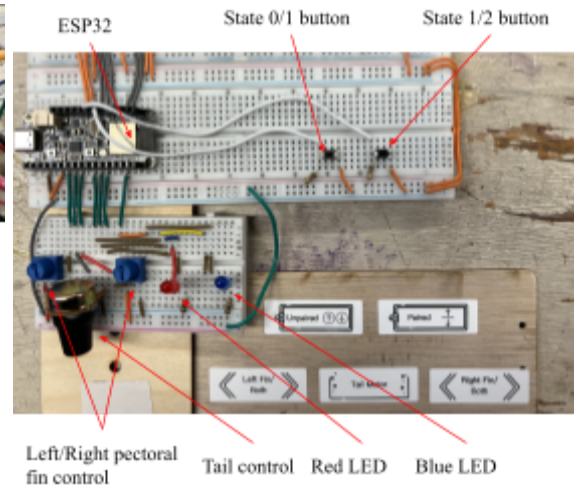 ESP32
State 0/1 button
State 1/2 button
Unpaired
Paired
Left Fin/
Both
Tail Motor
Right Fin/
Both
Left/Right pectoral
fin control
Tail control
Red LED
Blue LED